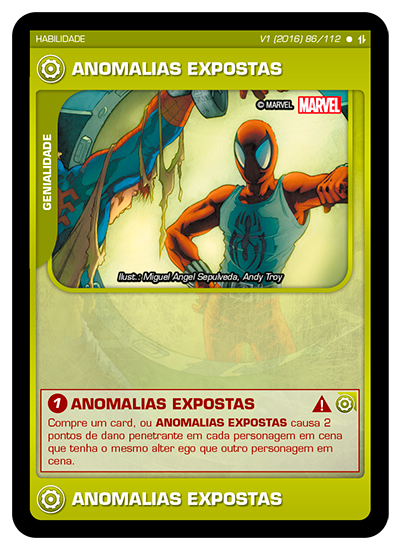 HABILIDADE
V1 (2016) 86/112
ANOMALIAS EXPOSTAS
© MARVEL MARVEL
GENIALIDADE
Ilust.: Miguel Angel Sepulveda, Andy Troy
1 ANOMALIAS EXPOSTAS
Compre um card, ou ANOMALIAS EXPOSTAS causa 2
pontos de dano penetrante em cada personagem em cena
que tenha o mesmo alter ego que outro personagem em
cena.
ANOMALIAS EXPOSTAS